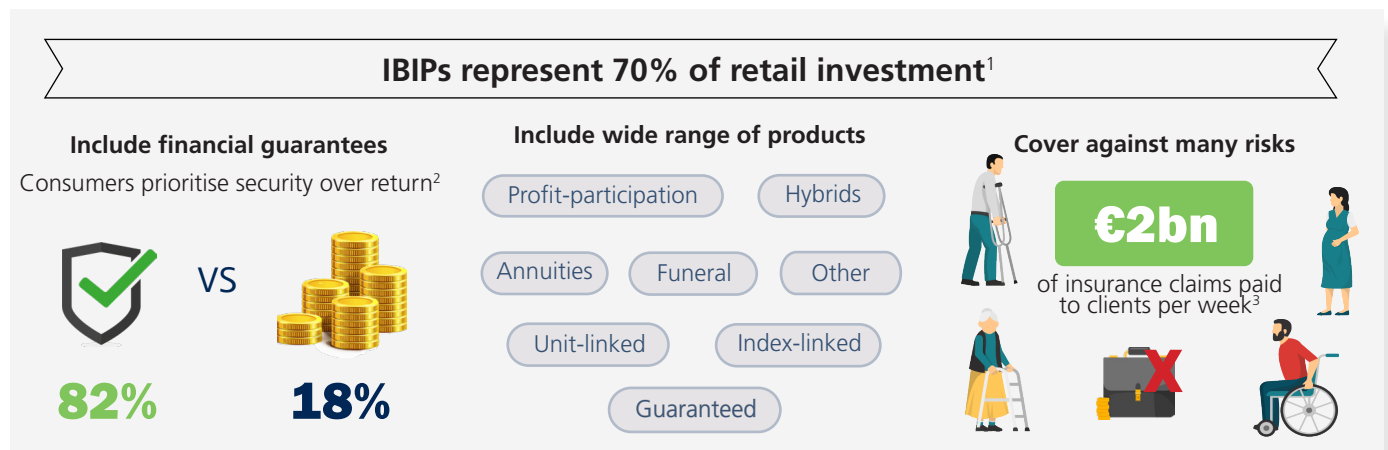 IBIPs represent 70% of retail investment¹
Include financial guarantees
Consumers prioritise security over return²
VS
82%
18%
Include wide range of products
Profit-participation
Hybrids
Annuities
Funeral
Other
Unit-linked
Index-linked
Guaranteed
Cover against many risks
€2bn
of insurance claims paid
to clients per week³
X